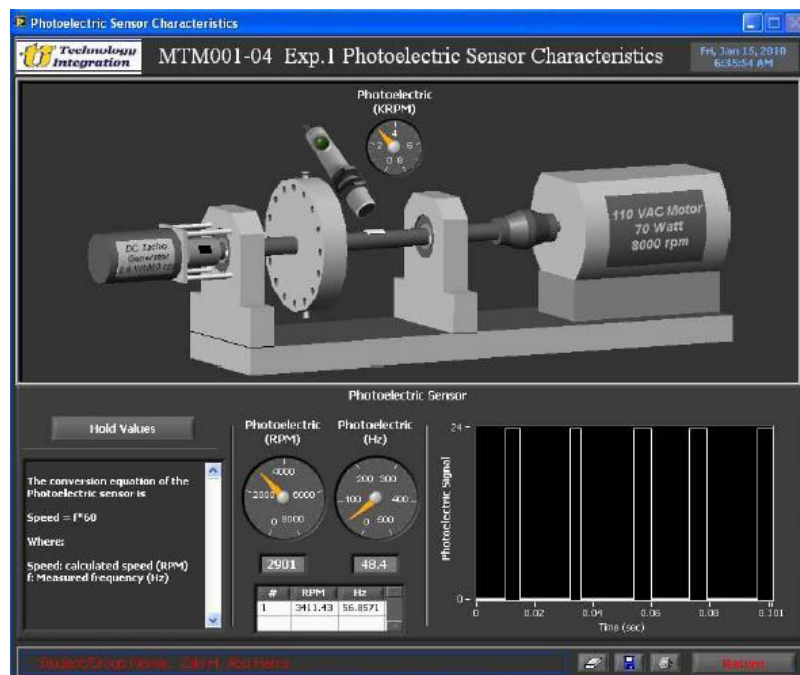 Photoelectric Sensor Characteristics
Technology
Integration
MTM001-04 Exp.1 Photoelectric Sensor Characteristics
Fri, Jan 15, 2010
6:35:54 AM
Photoelectric
(KRPM)
4
2 6
0 8
DC Tacho
Generator
110 VAC Motor
70 Watt
8000 rpm
Photoelectric Sensor
Hold Values
The conversion equation of the
Photoelectric sensor is
Speed = f*60
Where:
Speed: calculated speed (RPM)
f: Measured frequency (Hz)
Photoelectric
(RPM)
4000
2000 6000
0 8000
2901
Photoelectric
(Hz)
200 300
100 400
0 500
48.4
# RPM Hz
1 3411.43 56.8571
Photoelectric Signal
24
0
0 0.02 0.04 0.06 0.08 0.101
Time (sec)
Student/Group Name: Zaki H. Abu
Return